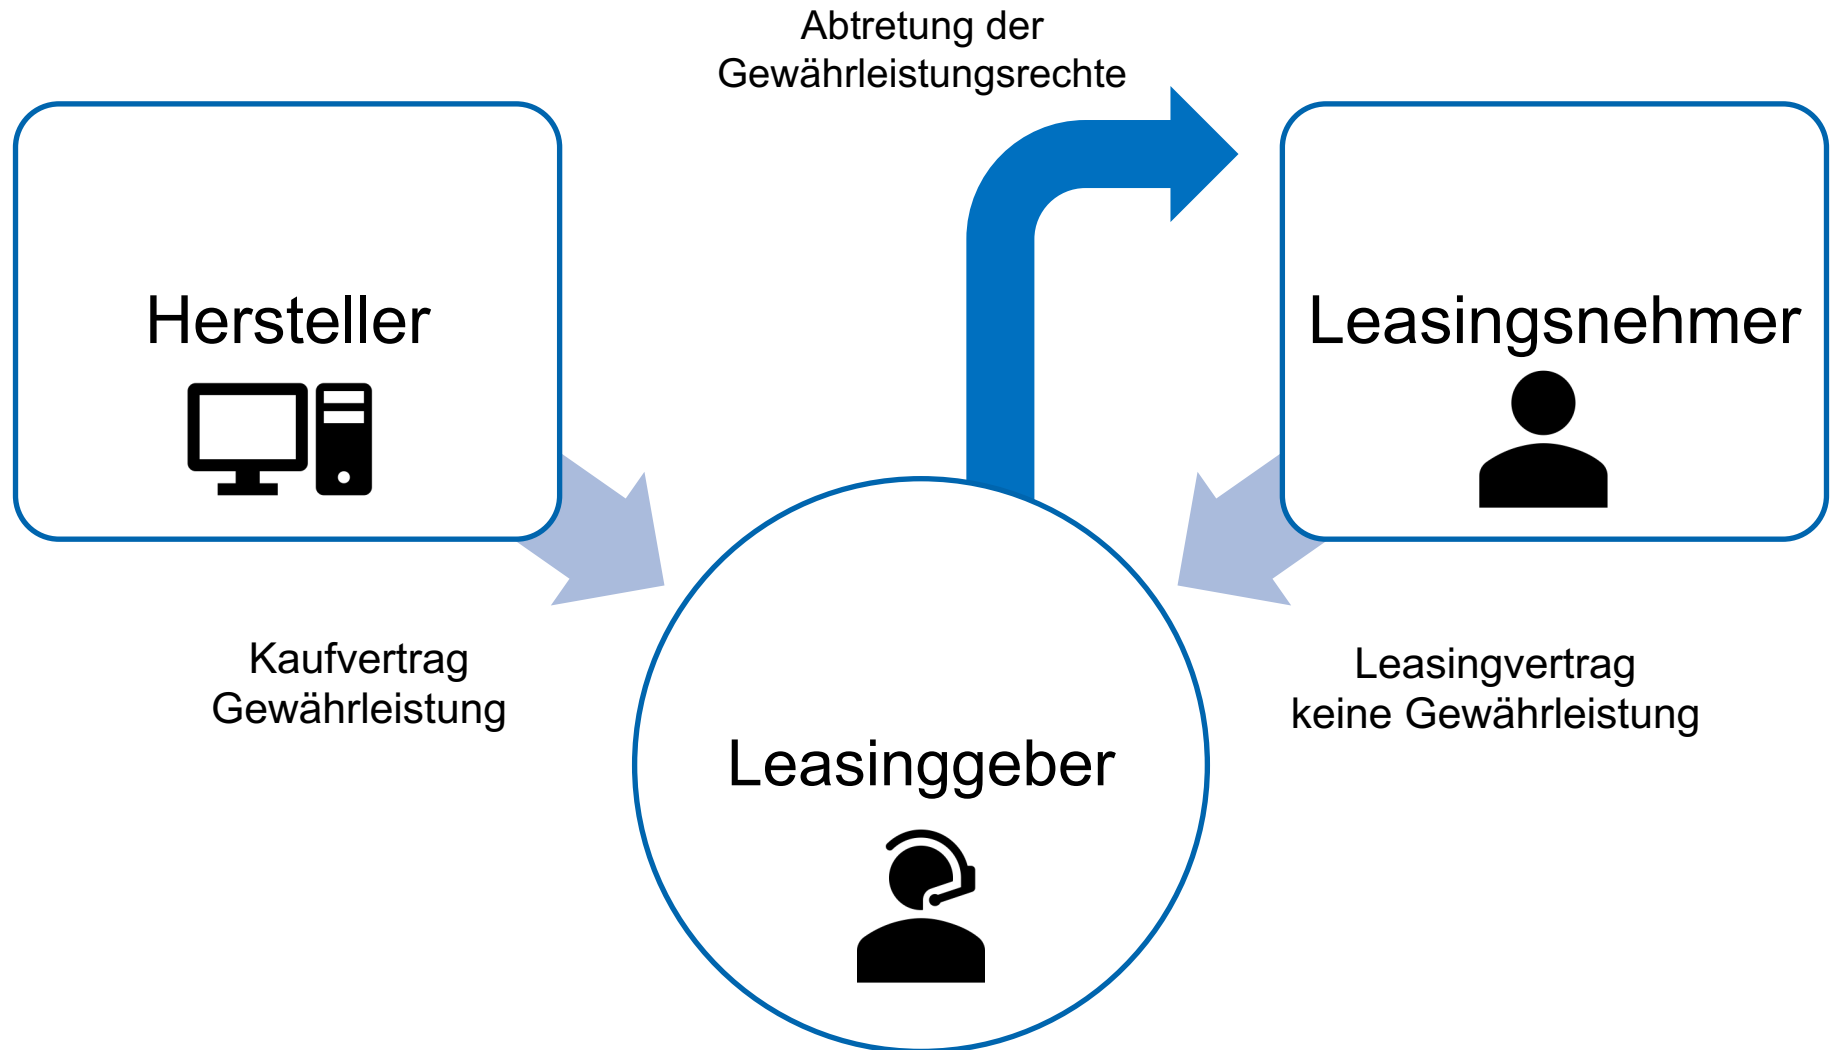 Abtretung der
Gewährleistungsrechte
Hersteller
Leasingsnehmer
Kaufvertrag
Gewährleistung
Leasingvertrag
keine Gewährleistung
Leasinggeber